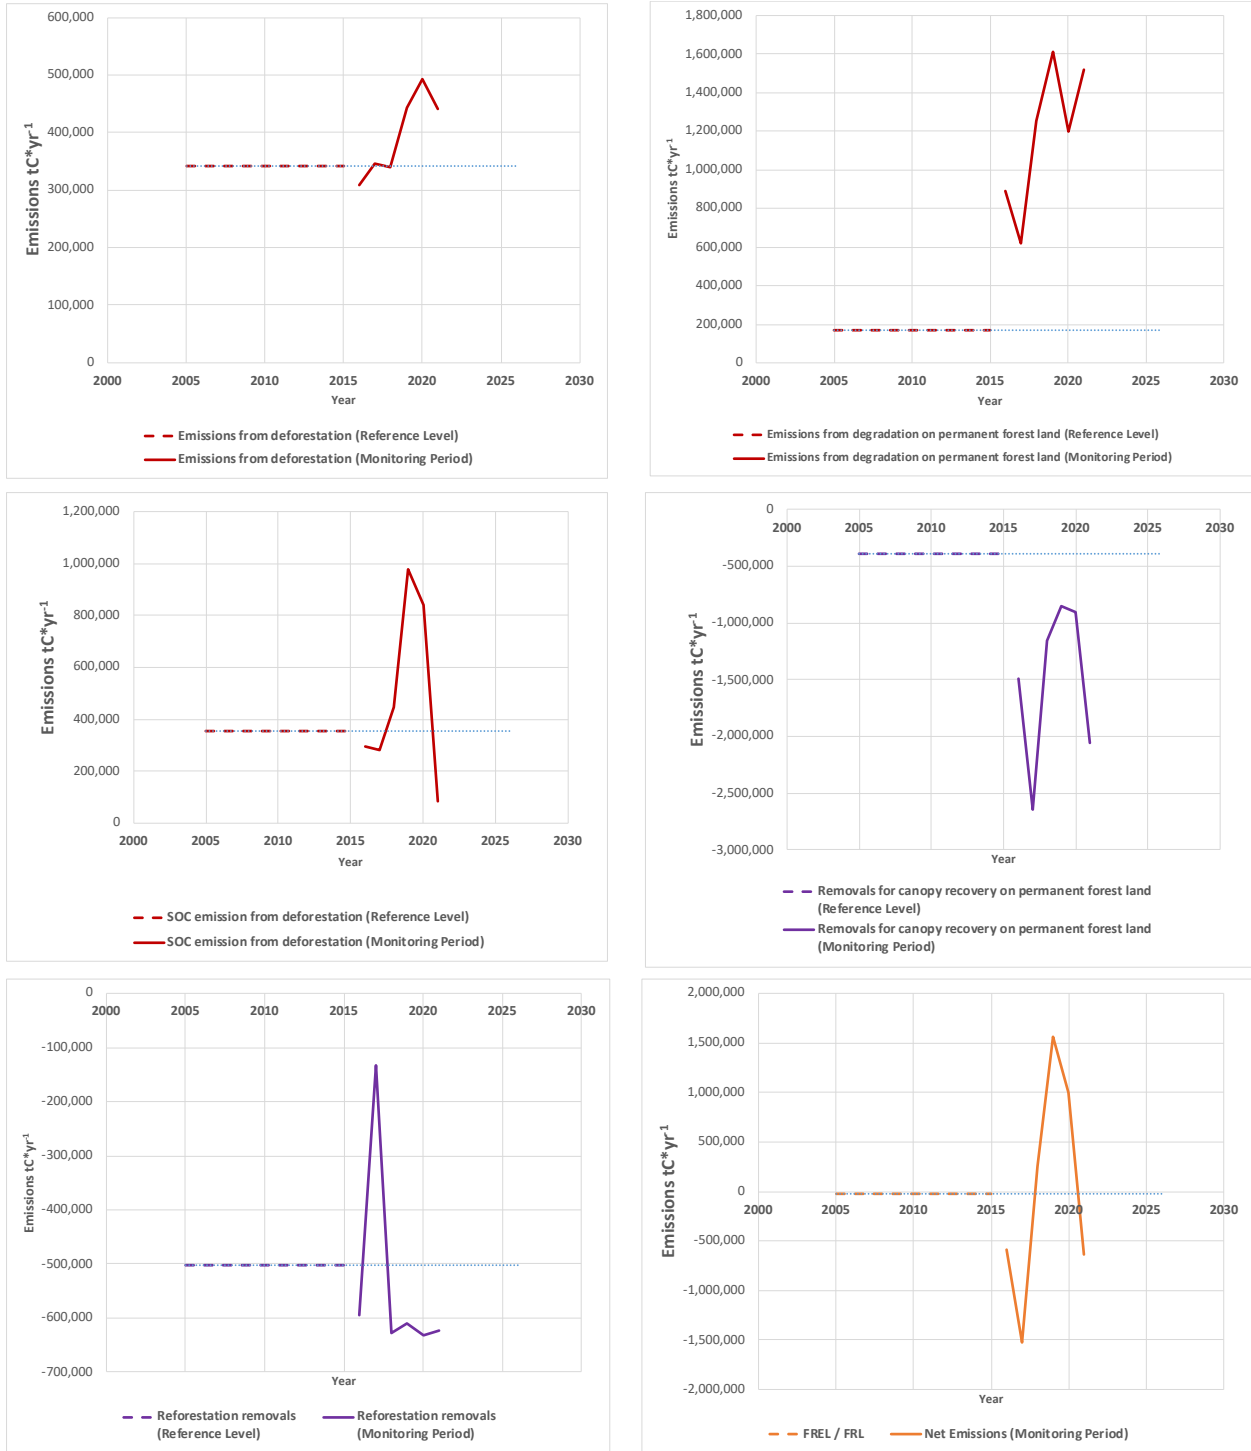 600,000
500,000
400,000
300,000
200,000
100,000
0
2000 2005 2010 2015 2020 2025 2030
Emissions tC*yr-1
Year
Emissions from deforestation (Reference Level)
Emissions from deforestation (Monitoring Period)
1,800,000
1,600,000
1,400,000
1,200,000
1,000,000
800,000
600,000
400,000
200,000
0
2000 2005 2010 2015 2020 2025 2030
Emissions tC*yr-1
Year
Emissions from degradation on permanent forest land (Reference Level)
Emissions from degradation on permanent forest land (Monitoring Period)
1,200,000
1,000,000
800,000
600,000
400,000
200,000
0
2000 2005 2010 2015 2020 2025 2030
Emissions tC*yr-1
Year
SOC emission from deforestation (Reference Level)
SOC emission from deforestation (Monitoring Period)
0
2000 2005 2010 2015 2020 2025 2030
-500,000
-1,000,000
-1,500,000
-2,000,000
-2,500,000
-3,000,000
Emissions tC*yr-1
Year
Removals for canopy recovery on permanent forest land
(Reference Level)
Removals for canopy recovery on permanent forest land
(Monitoring Period)
0
2000 2005 2010 2015 2020 2025 2030
-100,000
-200,000
-300,000
-400,000
-500,000
-600,000
-700,000
Emissions tC*yr-1
Year
Reforestation removals
(Reference Level)
Reforestation removals
(Monitoring Period)
2,000,000
1,500,000
1,000,000
500,000
0
2000 2005 2010 2015 2020 2025 2030
-500,000
-1,000,000
-1,500,000
-2,000,000
Emissions tC*yr-1
Year
FREL / FRL
Net Emissions (Monitoring Period)